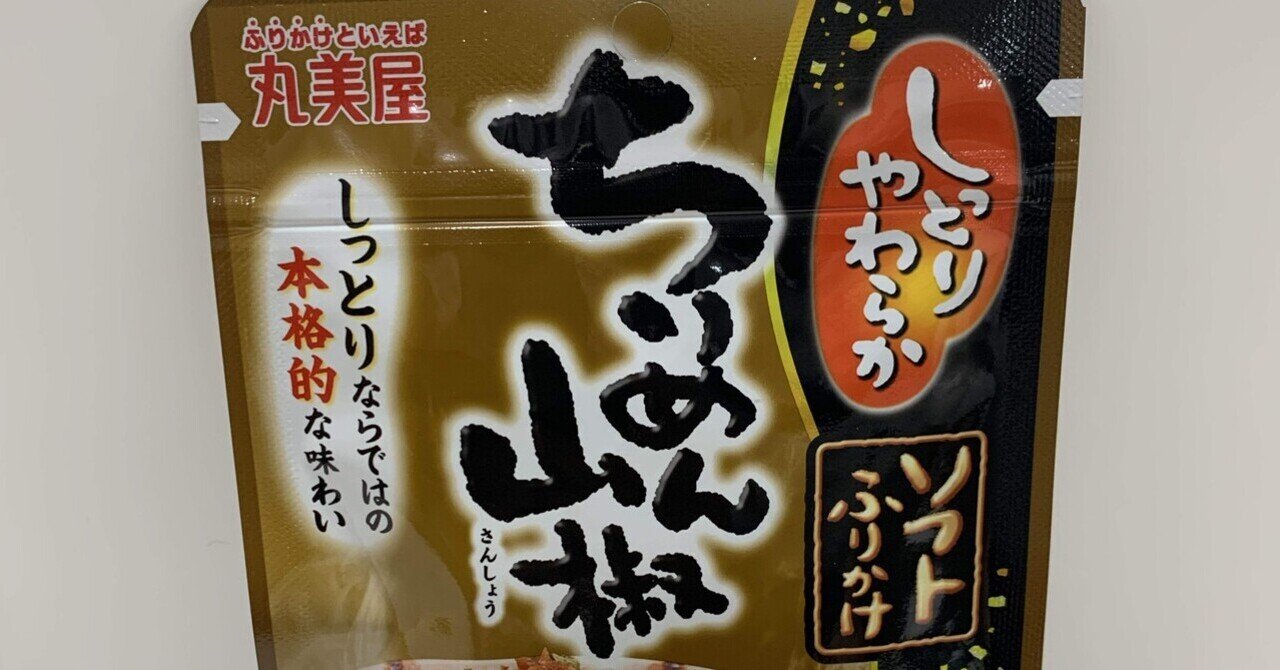 ふりかけといえば
丸美屋
しっとり
やわらか
ソフト
ふりかけ
ちりめん
山椒
さんしょう
しっとりならではの
本格的な味わい